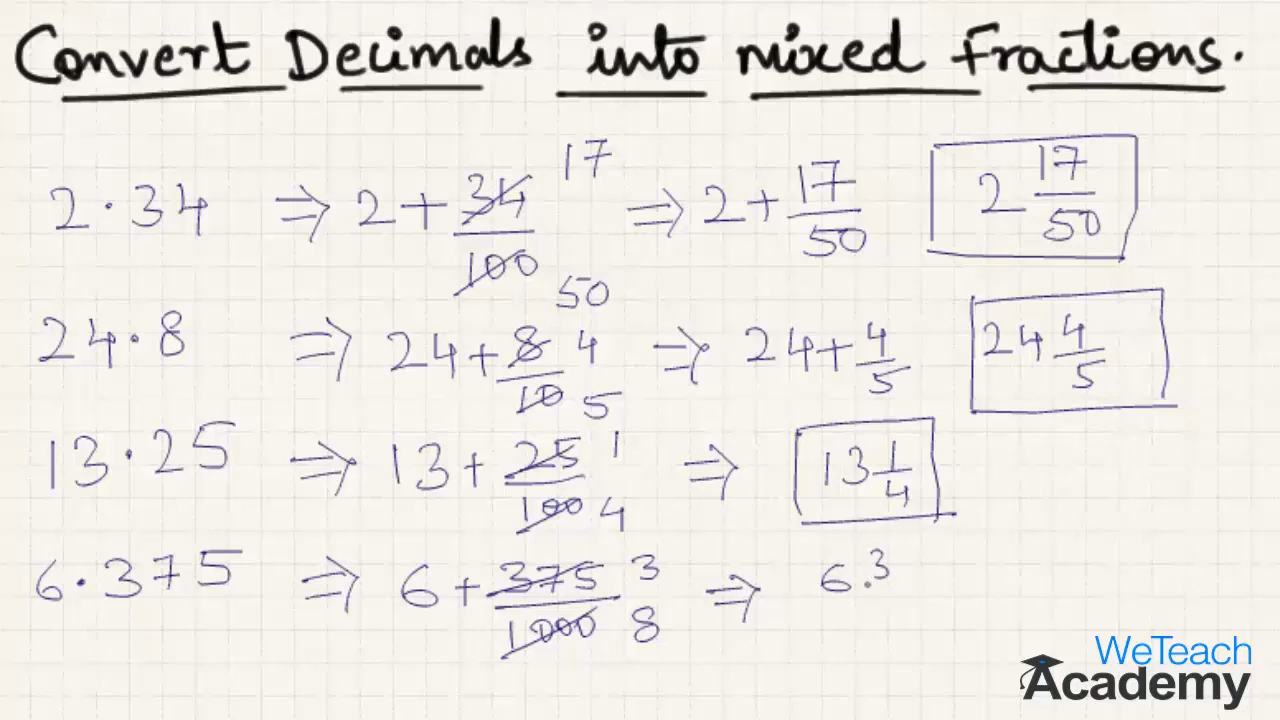 Convert Decimals into mixed Fractions.
2.34 ⇒ 2 + 34/100 17 50 ⇒ 2 + 17/50 2 17/50
24.8 ⇒ 24 + 8/10 4 5 ⇒ 24 + 4/5 24 4/5
13.25 ⇒ 13 + 25/100 1 4 ⇒ 13 1/4
6.375 ⇒ 6 + 375/1000 3 8 ⇒ 6.3
WeTeach
Academy